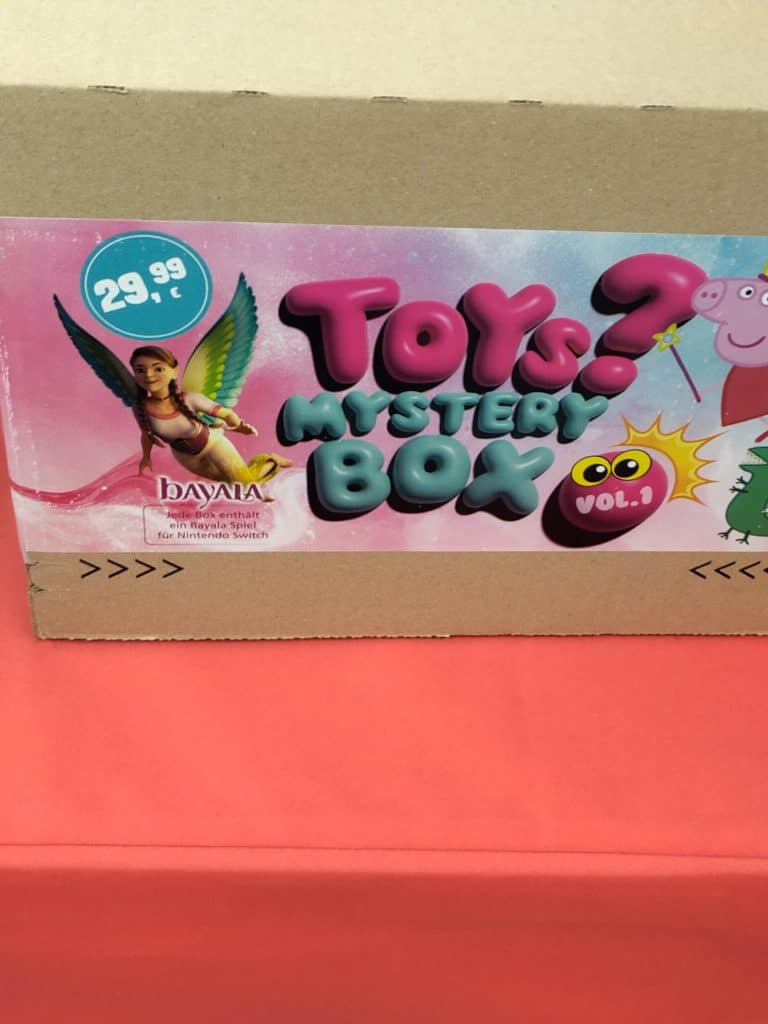 29,99 €
TOYS?
MYSTERY
BOX
VOL.1
bayala
Jede Box enthält
ein Bayala Spiel
für Nintendo Switch
>>>> <<<<